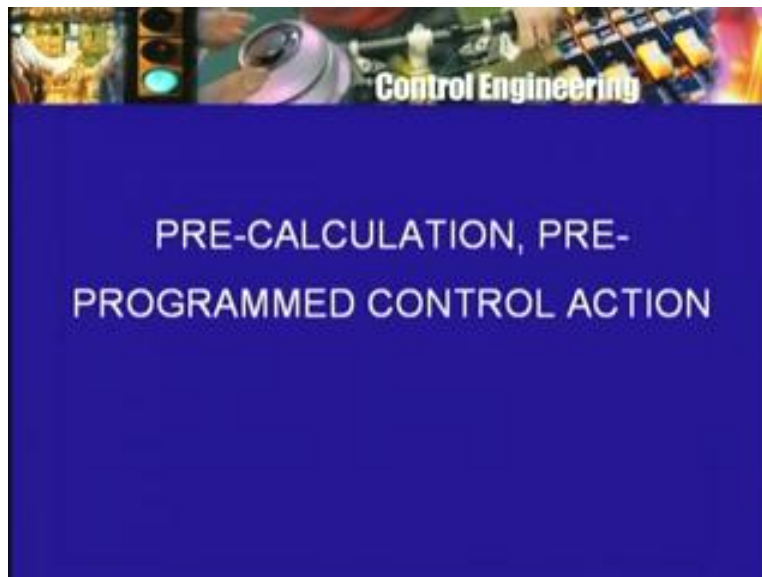 Control Engineering
PRE-CALCULATION, PRE-
PROGRAMMED CONTROL ACTION